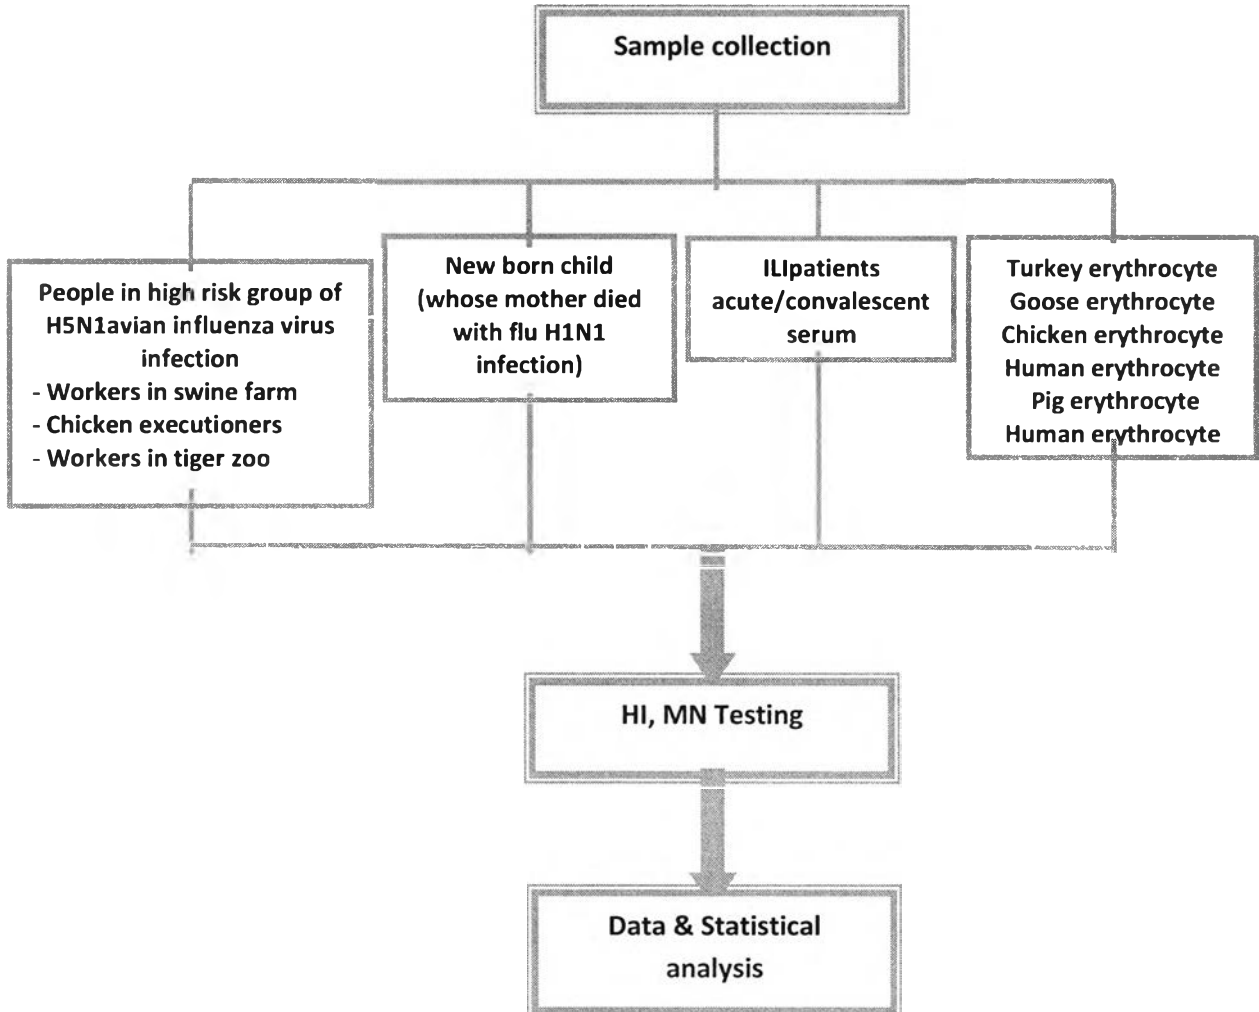 Sample collection
People in high risk group of
H5N1avian influenza virus
infection
- Workers in swine farm
- Chicken executioners
- Workers in tiger zoo
New born child
(whose mother died
with flu H1N1
infection)
ILIpatients
acute/convalescent
serum
Turkey erythrocyte
Goose erythrocyte
Chicken erythrocyte
Human erythrocyte
Pig erythrocyte
Human erythrocyte
HI, MN Testing
Data & Statistical
analysis